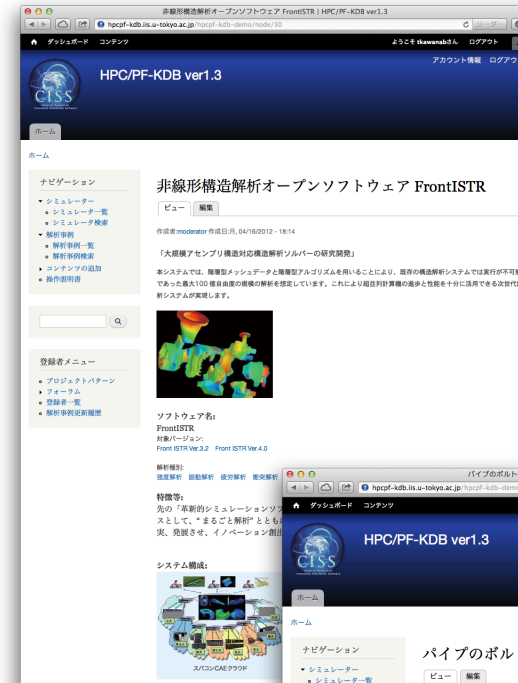 非線形構造解析オープンソフトウェア FrontISTR | HPC/PF-KDB ver1.3
hpcpf-kdb.iis.u-tokyo.ac.jp/hpcpf-kdb-demo/node/30
リーダー
ダッシュボード コンテンツ
ようこそ tkawanabさん ログアウト
アカウント情報 ログアウ
CISS
HPC/PF-KDB ver1.3
ホーム
ホーム
ナビゲーション
シミュレーター
シミュレーター一覧
シミュレータ検索
解析事例
解析事例一覧
解析事例検索
コンテンツの追加
操作説明書
登録者メニュー
プロジェクトパターン
フォーラム
登録者一覧
解析事例更新履歴
非線形構造解析オープンソフトウェア FrontISTR
ビュー 編集
作成者:moderator 作成日:月, 04/16/2012 - 18:14
「大規模アセンブリ構造対応構造解析ソルバーの研究開発」
本システムでは、階層型メッシュデータと階層型アルゴリズムを用いることにより、既存の構造解析システムでは実行が不可能
であった最大100 億自由度の規模の解析を想定しています。これにより超並列計算機の進歩と性能を十分に活用できる次世代
析システムが実現します。
ソフトウェア名:
FrontISTR
対象バージョン:
Front ISTR Ver.3.2 Front ISTR Ver.4.0
解析種別:
強度解析 振動解析 疲労解析 衝突解析
特徴等:
先の「革新的シミュレーションソフ
スとして、“ まるごと解析” ととも
実、発展させ、イノベーション創出
システム構成:
スパコンCAEクラウド
パイプのボルト
hpcpf-kdb.iis.u-tokyo.ac.jp/hpcpf-kdb-demo
ダッシュボード コンテンツ
CISS
HPC/PF-KDB ver1.3
ホーム
ホーム
ナビゲーション
シミュレーター
シミュレーター一覧
パイプのボル
ビュー 編集